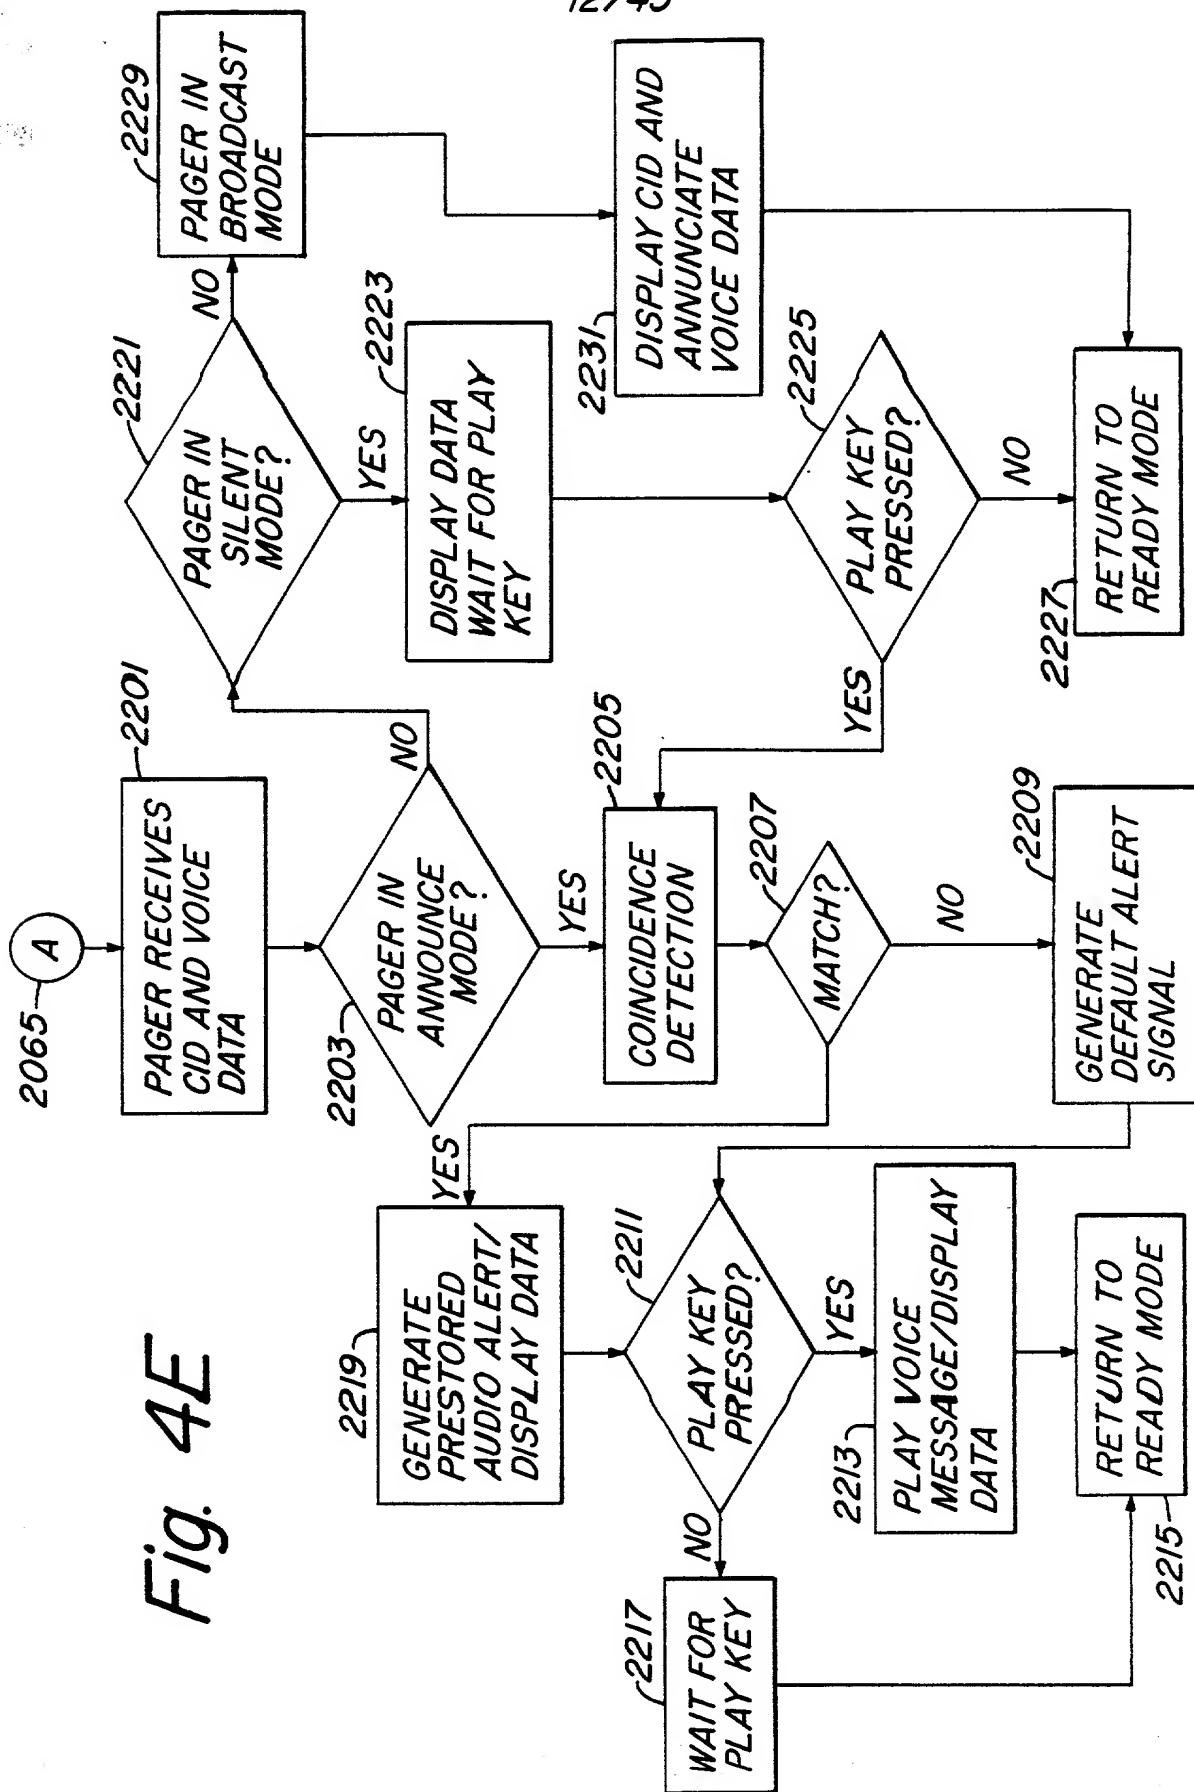 12/45
Fig. 4E
2065
A
2201
PAGER RECEIVES
CID AND VOICE
DATA
2203
PAGER IN
ANNOUNCE
MODE?
NO
YES
2221
PAGER IN
SILENT
MODE?
NO
YES
2229
PAGER IN
BROADCAST
MODE
2223
DISPLAY DATA
WAIT FOR PLAY
KEY
2231
DISPLAY CID AND
ANNUNCIATE
VOICE DATA
2225
PLAY KEY
PRESSED?
YES
NO
2227
RETURN TO
READY MODE
2205
COINCIDENCE
DETECTION
2207
MATCH?
YES
NO
2209
GENERATE
DEFAULT ALERT
SIGNAL
2219
GENERATE
PRESTORED
AUDIO ALERT/
DISPLAY DATA
2211
PLAY KEY
PRESSED?
NO
YES
2213
PLAY VOICE
MESSAGE/DISPLAY
DATA
2217
WAIT FOR
PLAY KEY
2215
RETURN TO
READY MODE